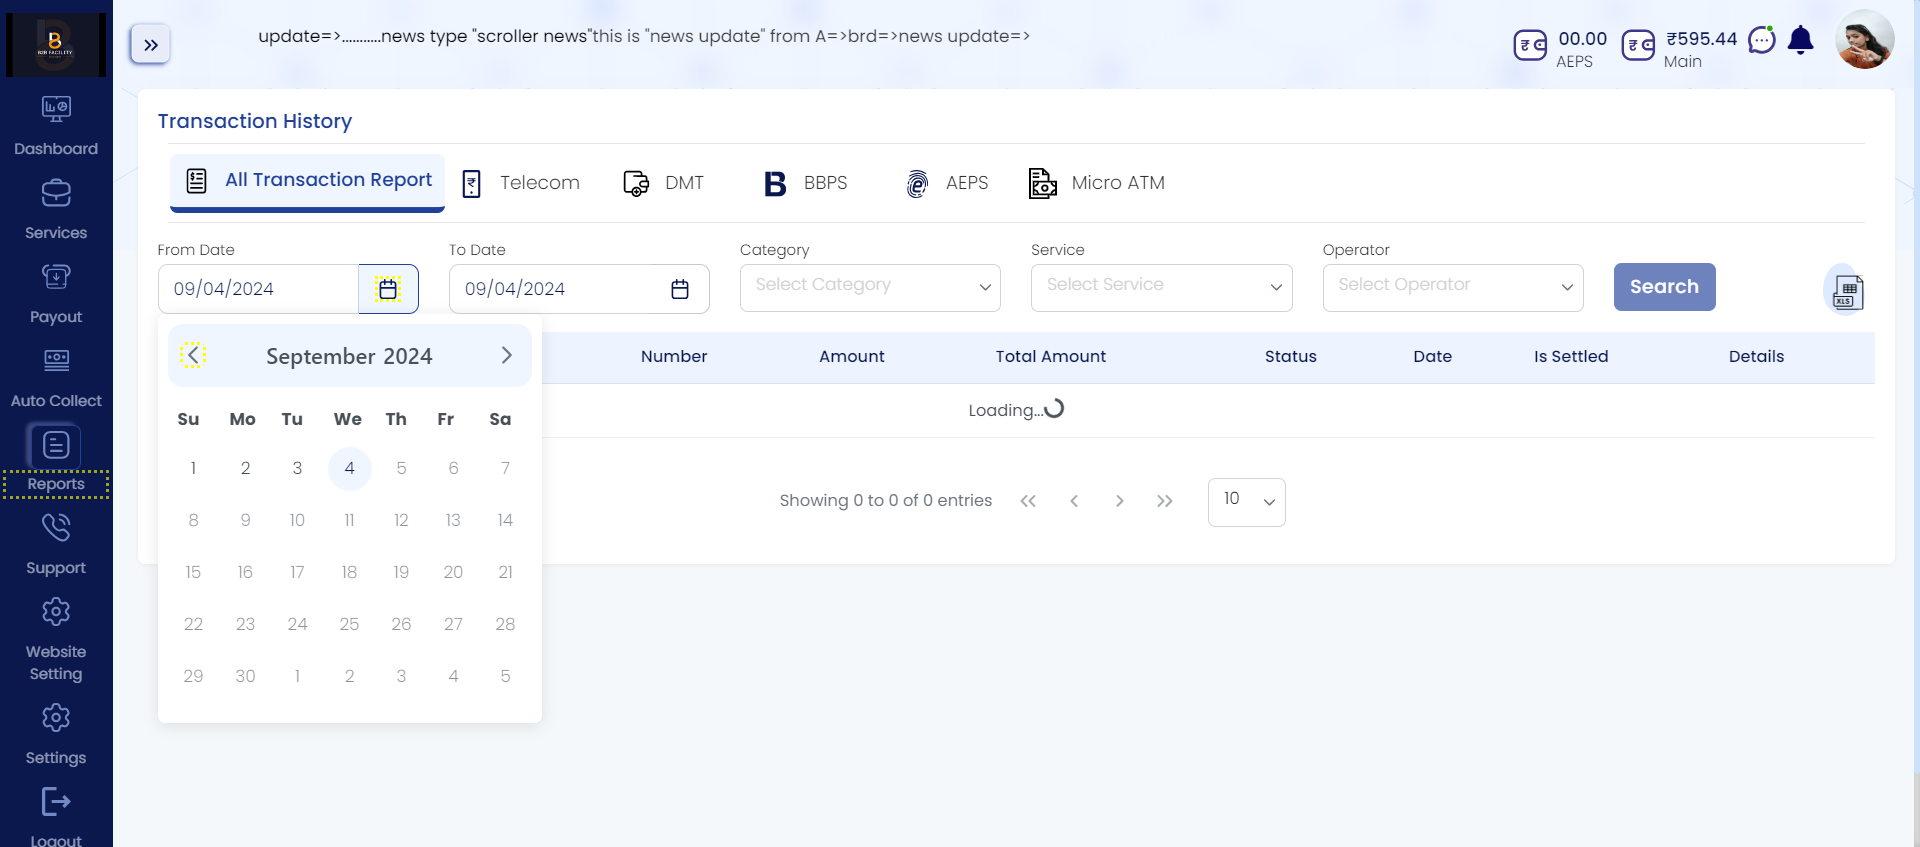 B2B FACILITY
update=>...........news type "scroller news"this is "news update" from A=>brd=>news update=>
00.00
AEPS
₹595.44
Main
Dashboard
Services
Payout
Auto Collect
Reports
Support
Website
Setting
Settings
Logout
Transaction History
All Transaction Report
Telecom
DMT
BBPS
AEPS
Micro ATM
From Date
To Date
Category
Service
Operator
09/04/2024
09/04/2024
Select Category
Select Service
Select Operator
Search
XLS
Number
Amount
Total Amount
Status
Date
Is Settled
Details
Loading...
Showing 0 to 0 of 0 entries
10
September 2024
Su Mo Tu We Th Fr Sa
1 2 3 4 5 6 7
8 9 10 11 12 13 14
15 16 17 18 19 20 21
22 23 24 25 26 27 28
29 30 1 2 3 4 5